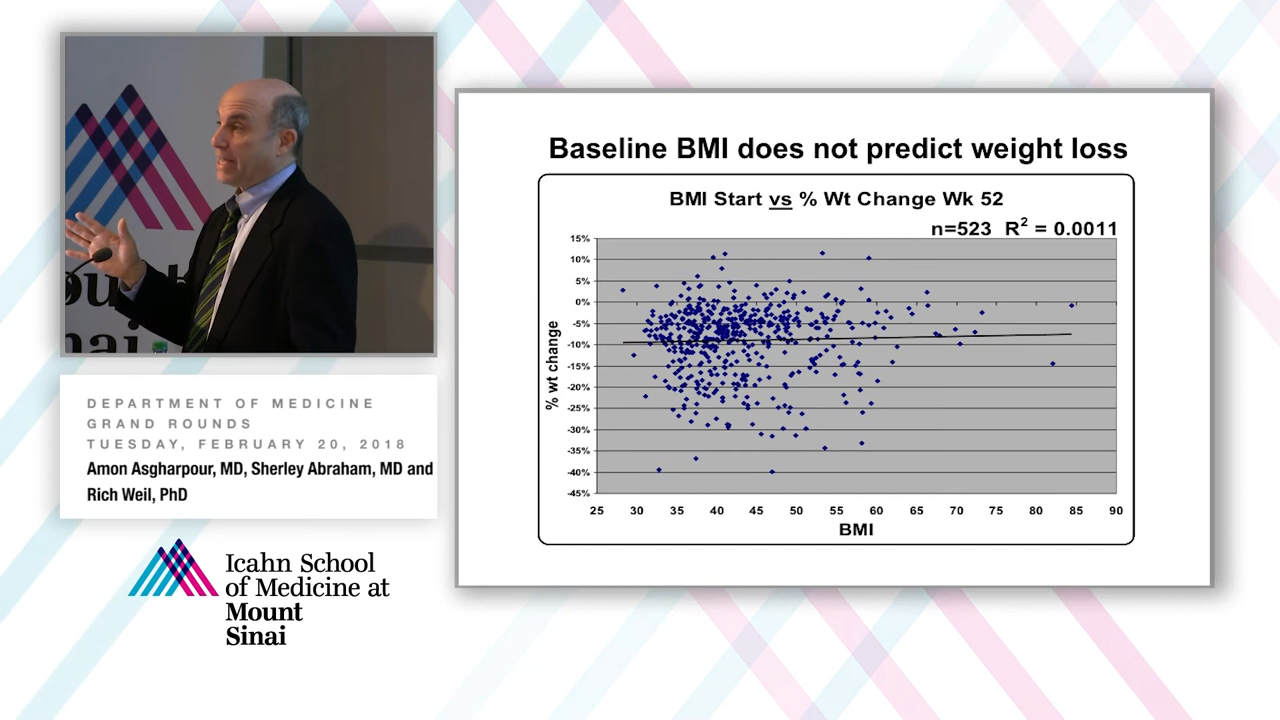 ou
nai
DEPARTMENT OF MEDICINE
GRAND ROUNDS
TUESDAY, FEBRUARY 20, 2018
Amon Asgharpour, MD, Sherley Abraham, MD and
Rich Weil, PhD
Icahn School
of Medicine at
Mount
Sinai
Baseline BMI does not predict weight loss
BMI Start vs % Wt Change Wk 52
n=523 R² = 0.0011
15%
10%
5%
0%
-5%
-10%
-15%
-20%
-25%
-30%
-35%
-40%
-45%
% wt change
25 30 35 40 45 50 55 60 65 70 75 80 85 90
BMI